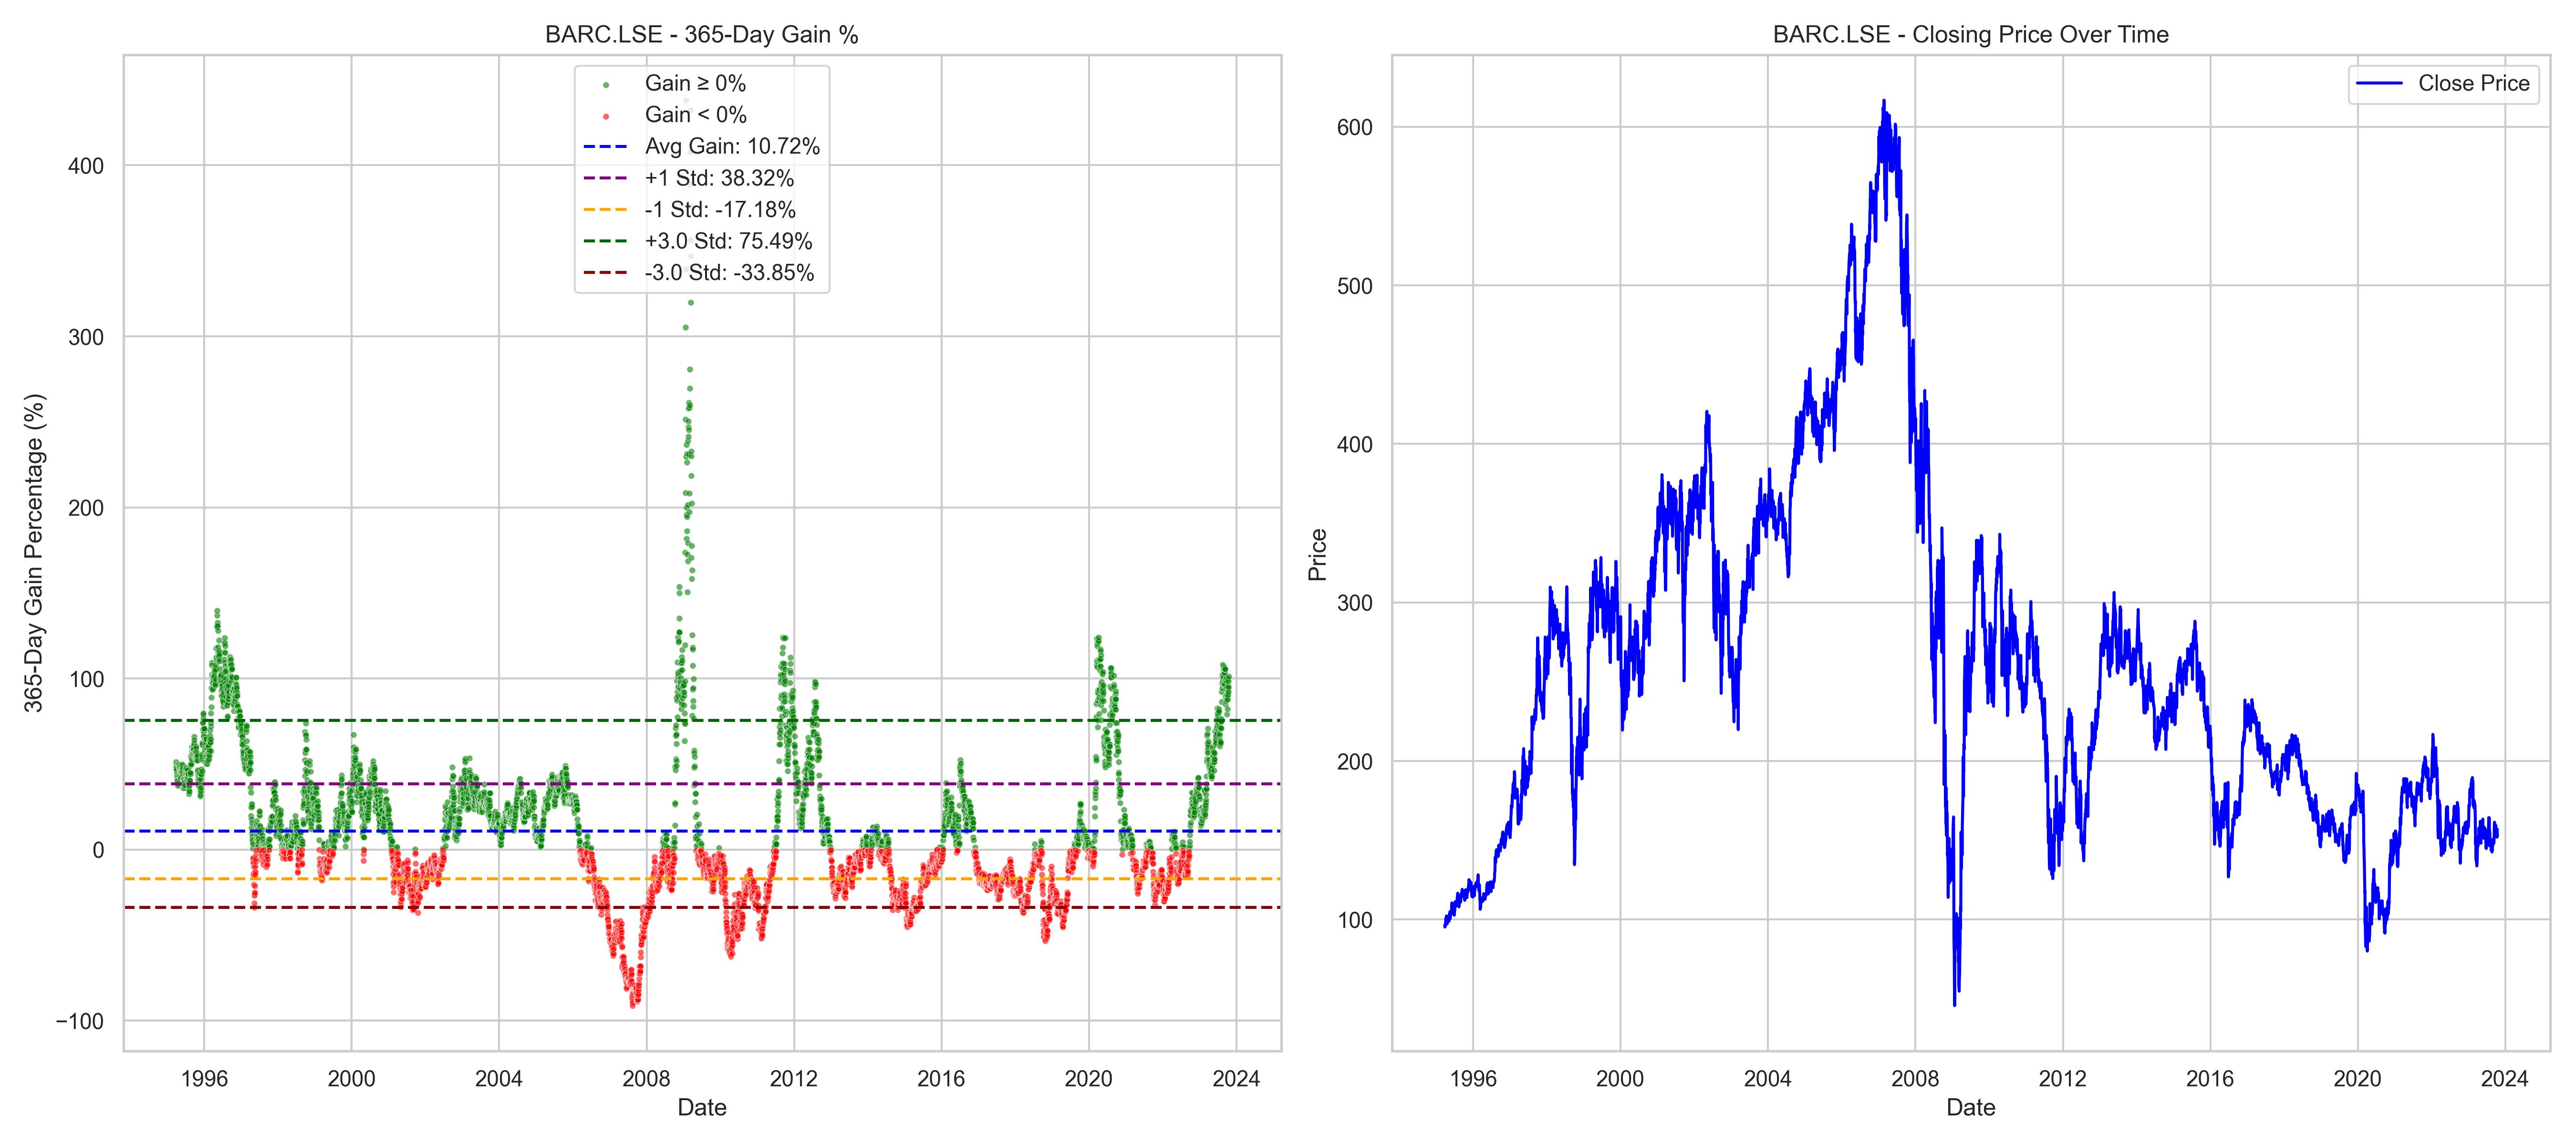 BARC.LSE - 365-Day Gain %
Gain ≥ 0%
Gain < 0%
Avg Gain: 10.72%
+1 Std: 38.32%
-1 Std: -17.18%
+3.0 Std: 75.49%
-3.0 Std: -33.85%
365-Day Gain Percentage (%)
400
300
200
100
0
−100
1996 2000 2004 2008 2012 2016 2020 2024
Date
BARC.LSE - Closing Price Over Time
Close Price
Price
600
500
400
300
200
100
1996 2000 2004 2008 2012 2016 2020 2024
Date